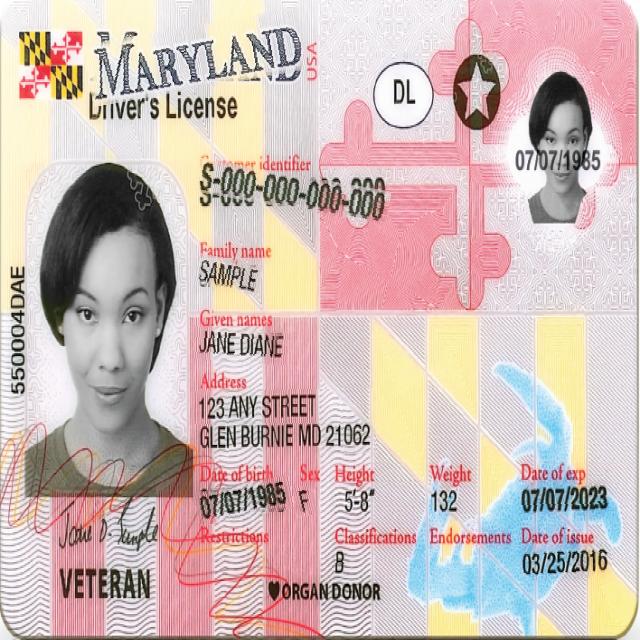 MARYLAND
USA
Driver's License
DL
07/07/1985
Customer identifier
S-000-000-000-000
Family name
SAMPLE
Given names
JANE DIANE
Address
123 ANY STREET
GLEN BURNIE MD 21062
550004DAE
Date of birth Sex Height Weight Date of exp
07/07/1985 F 5'-8" 132 07/07/2023
Restrictions Classifications Endorsements Date of issue
B 03/25/2016
Jane D. Sample
VETERAN
ORGAN DONOR